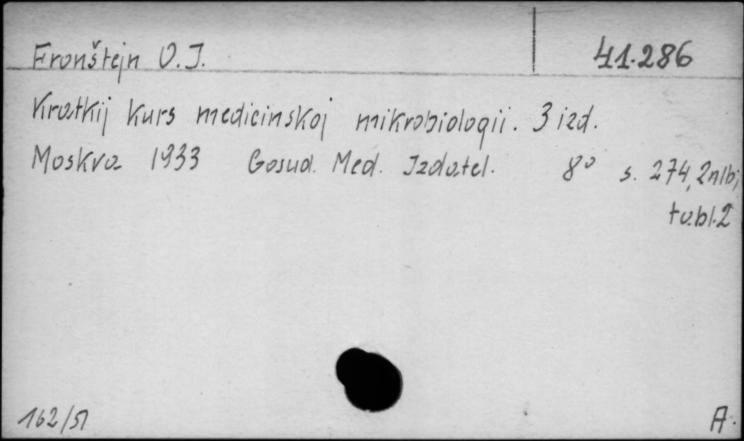 Fronštejn V.I. 41.286
Kratkij kurs medicinskoj mikrobiologii. 3 izd.
Moskva 1933 Gosud. Med. Izdatel. 8° s. 274, 2nlb;
tabl.2
162/51 A.